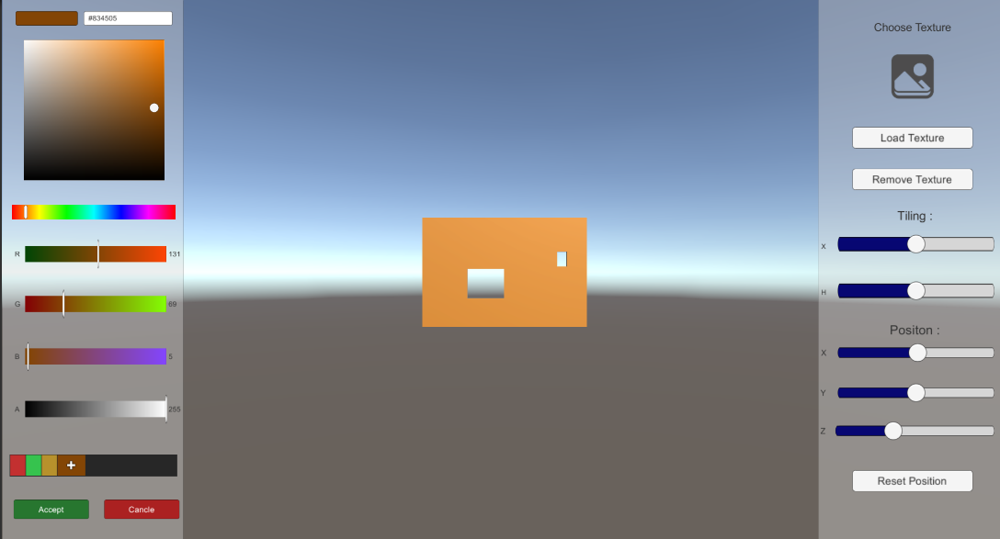 #834505
R
131
G
69
B
5
A
255
Accept
Cancle
Choose Texture
Load Texture
Remove Texture
Tiling :
X
H
Positon :
X
Y
Z
Reset Position